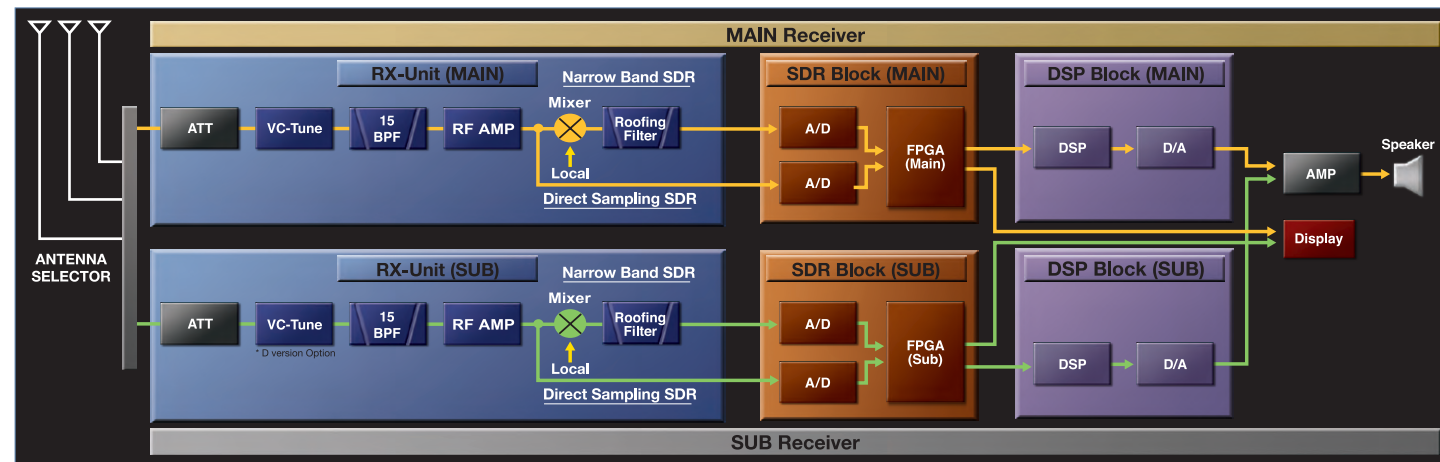 MAIN Receiver
RX-Unit (MAIN)
Narrow Band SDR
Mixer
ATT
VC-Tune
15
BPF
RF AMP
Roofing
Filter
Local
Direct Sampling SDR
SDR Block (MAIN)
A/D
A/D
FPGA
(Main)
DSP Block (MAIN)
DSP
D/A
Speaker
AMP
Display
ANTENNA
SELECTOR
RX-Unit (SUB)
Narrow Band SDR
Mixer
ATT
VC-Tune
* D version Option
15
BPF
RF AMP
Roofing
Filter
Local
Direct Sampling SDR
SDR Block (SUB)
A/D
A/D
FPGA
(Sub)
DSP Block (SUB)
DSP
D/A
SUB Receiver